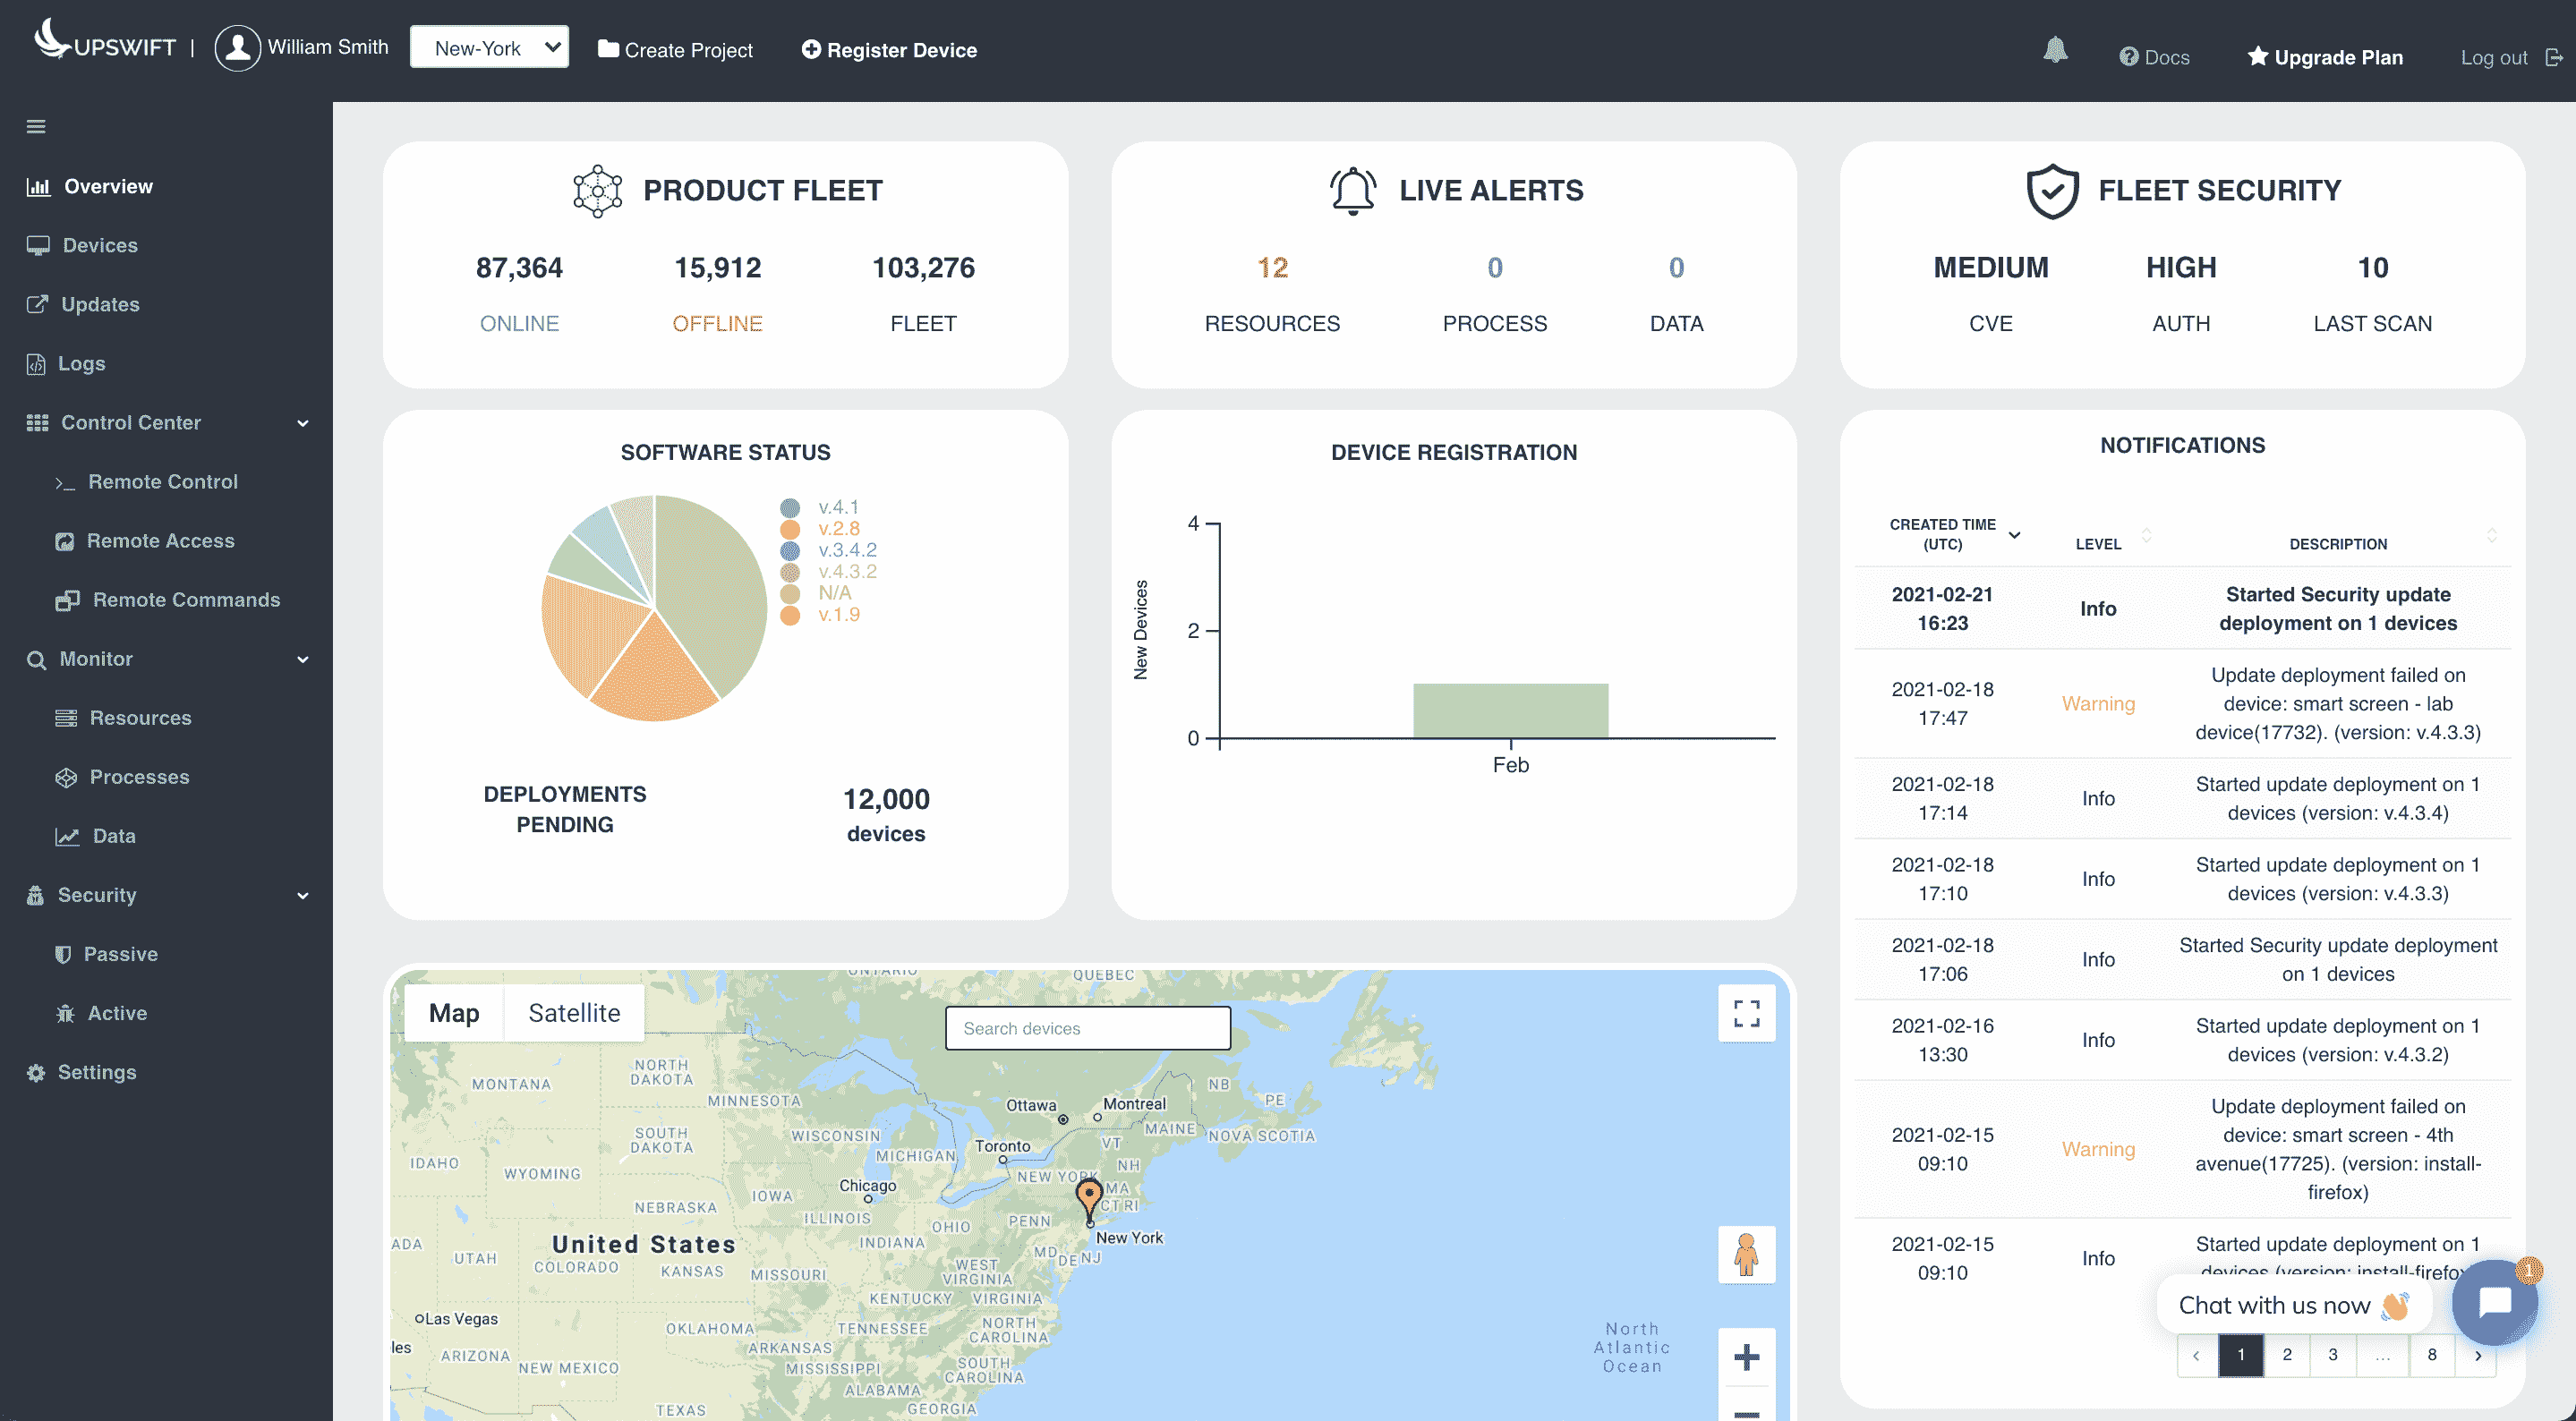 UPSWIFT | William Smith New-York Create Project Register Device Docs Upgrade Plan Log out
Overview
Devices
Updates
Logs
Control Center
Remote Control
Remote Access
Remote Commands
Monitor
Resources
Processes
Data
Security
Passive
Active
Settings
PRODUCT FLEET
87,364 15,912 103,276
ONLINE OFFLINE FLEET
LIVE ALERTS
12 0 0
RESOURCES PROCESS DATA
FLEET SECURITY
MEDIUM HIGH 10
CVE AUTH LAST SCAN
SOFTWARE STATUS
v.4.1
v.2.8
v.3.4.2
v.4.3.2
N/A
v.1.9
DEPLOYMENTS
PENDING
12,000
devices
DEVICE REGISTRATION
New Devices
4
2
0
Feb
NOTIFICATIONS
CREATED TIME
(UTC)
LEVEL
DESCRIPTION
2021-02-21
16:23
Info
Started Security update
deployment on 1 devices
2021-02-18
17:47
Warning
Update deployment failed on
device: smart screen - lab
device(17732). (version: v.4.3.3)
2021-02-18
17:14
Info
Started update deployment on 1
devices (version: v.4.3.4)
2021-02-18
17:10
Info
Started update deployment on 1
devices (version: v.4.3.3)
2021-02-18
17:06
Info
Started Security update deployment
on 1 devices
2021-02-16
13:30
Info
Started update deployment on 1
devices (version: v.4.3.2)
2021-02-15
09:10
Warning
Update deployment failed on
device: smart screen - 4th
avenue(17725). (version: install-
firefox)
2021-02-15
09:10
Info
Started update deployment on 1
devices (version: install-firefox
1
Chat with us now
‹ 1 2 3 ... 8 ›
Map Satellite
Search devices
ONTARIO
QUEBEC
NORTH
DAKOTA
MONTANA
MINNESOTA
NB
PE
Ottawa
Montreal
MAINE
NOVA SCOTIA
SOUTH
DAKOTA
WISCONSIN
VT
Toronto
MICHIGAN
NH
IDAHO
WYOMING
NEW YORK
MA
CT RI
Chicago
IOWA
NEBRASKA
ILLINOIS
OHIO
PENN
New York
ADA
United States
INDIANA
MD
DE NJ
UTAH
COLORADO
KANSAS
MISSOURI
WEST
VIRGINIA
KENTUCKY
VIRGINIA
Las Vegas
OKLAHOMA
TENNESSEE
NORTH
CAROLINA
les
ARIZONA
NEW MEXICO
ARKANSAS
MISSISSIPPI
SOUTH
CAROLINA
ALABAMA
TEXAS
GEORGIA
North
Atlantic
Ocean